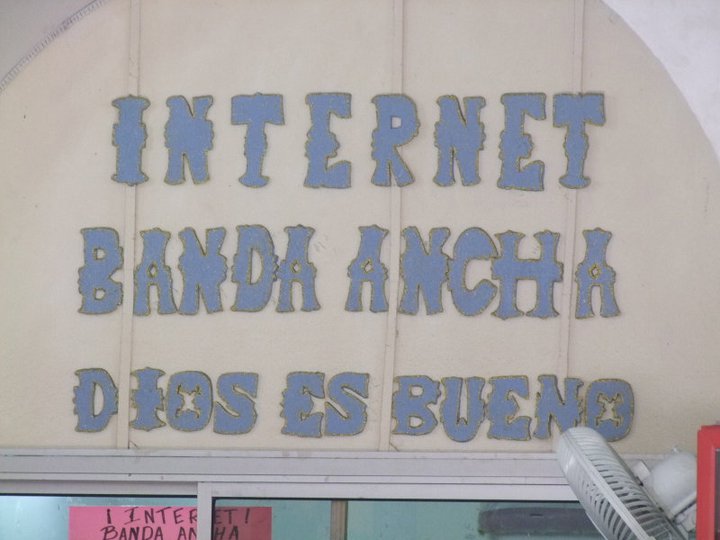 INTERNET
BANDA ANCHA
DIOS ES BUENO
¡ INTERNET !
BANDA ANCHA